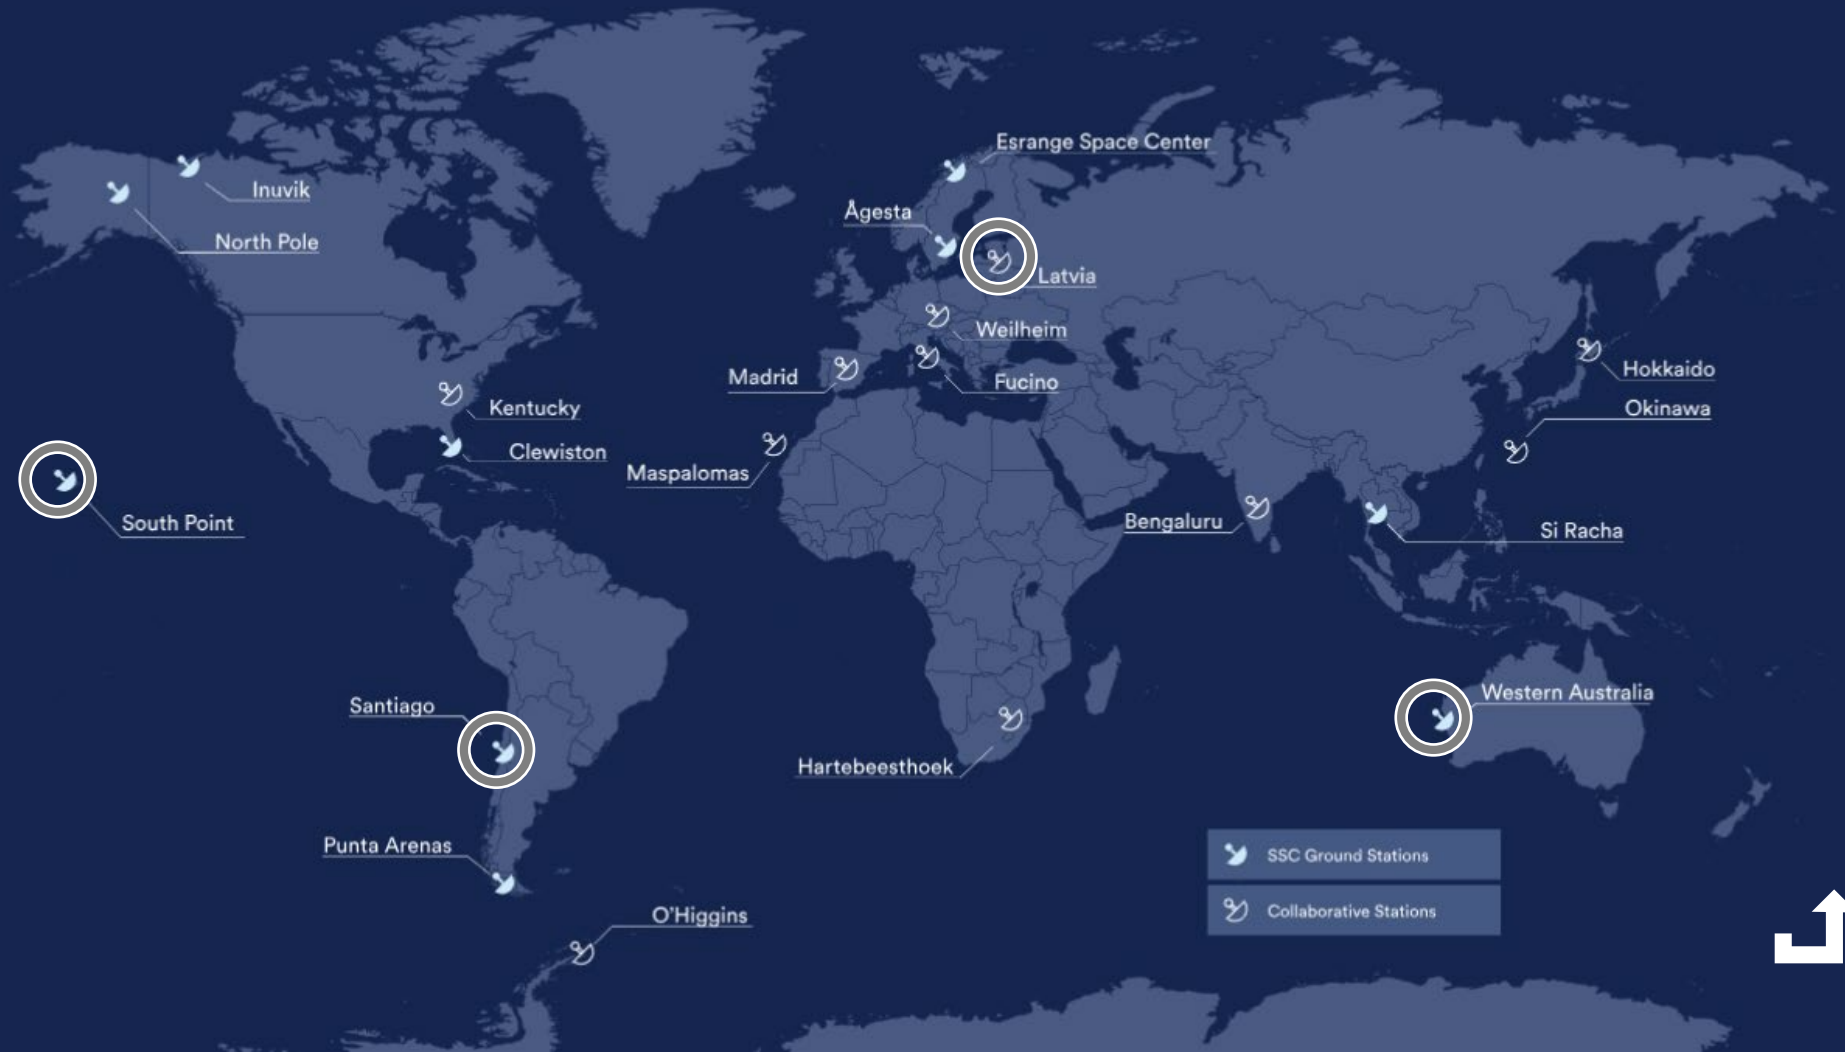 Esrange Space Center
Inuvik
Ågesta
North Pole
Latvia
Weilheim
Madrid
Fucino
Hokkaido
Kentucky
Okinawa
Clewiston
Maspalomas
South Point
Bengaluru
Si Racha
Western Australia
Santiago
Hartebeesthoek
Punta Arenas
SSC Ground Stations
O'Higgins
Collaborative Stations